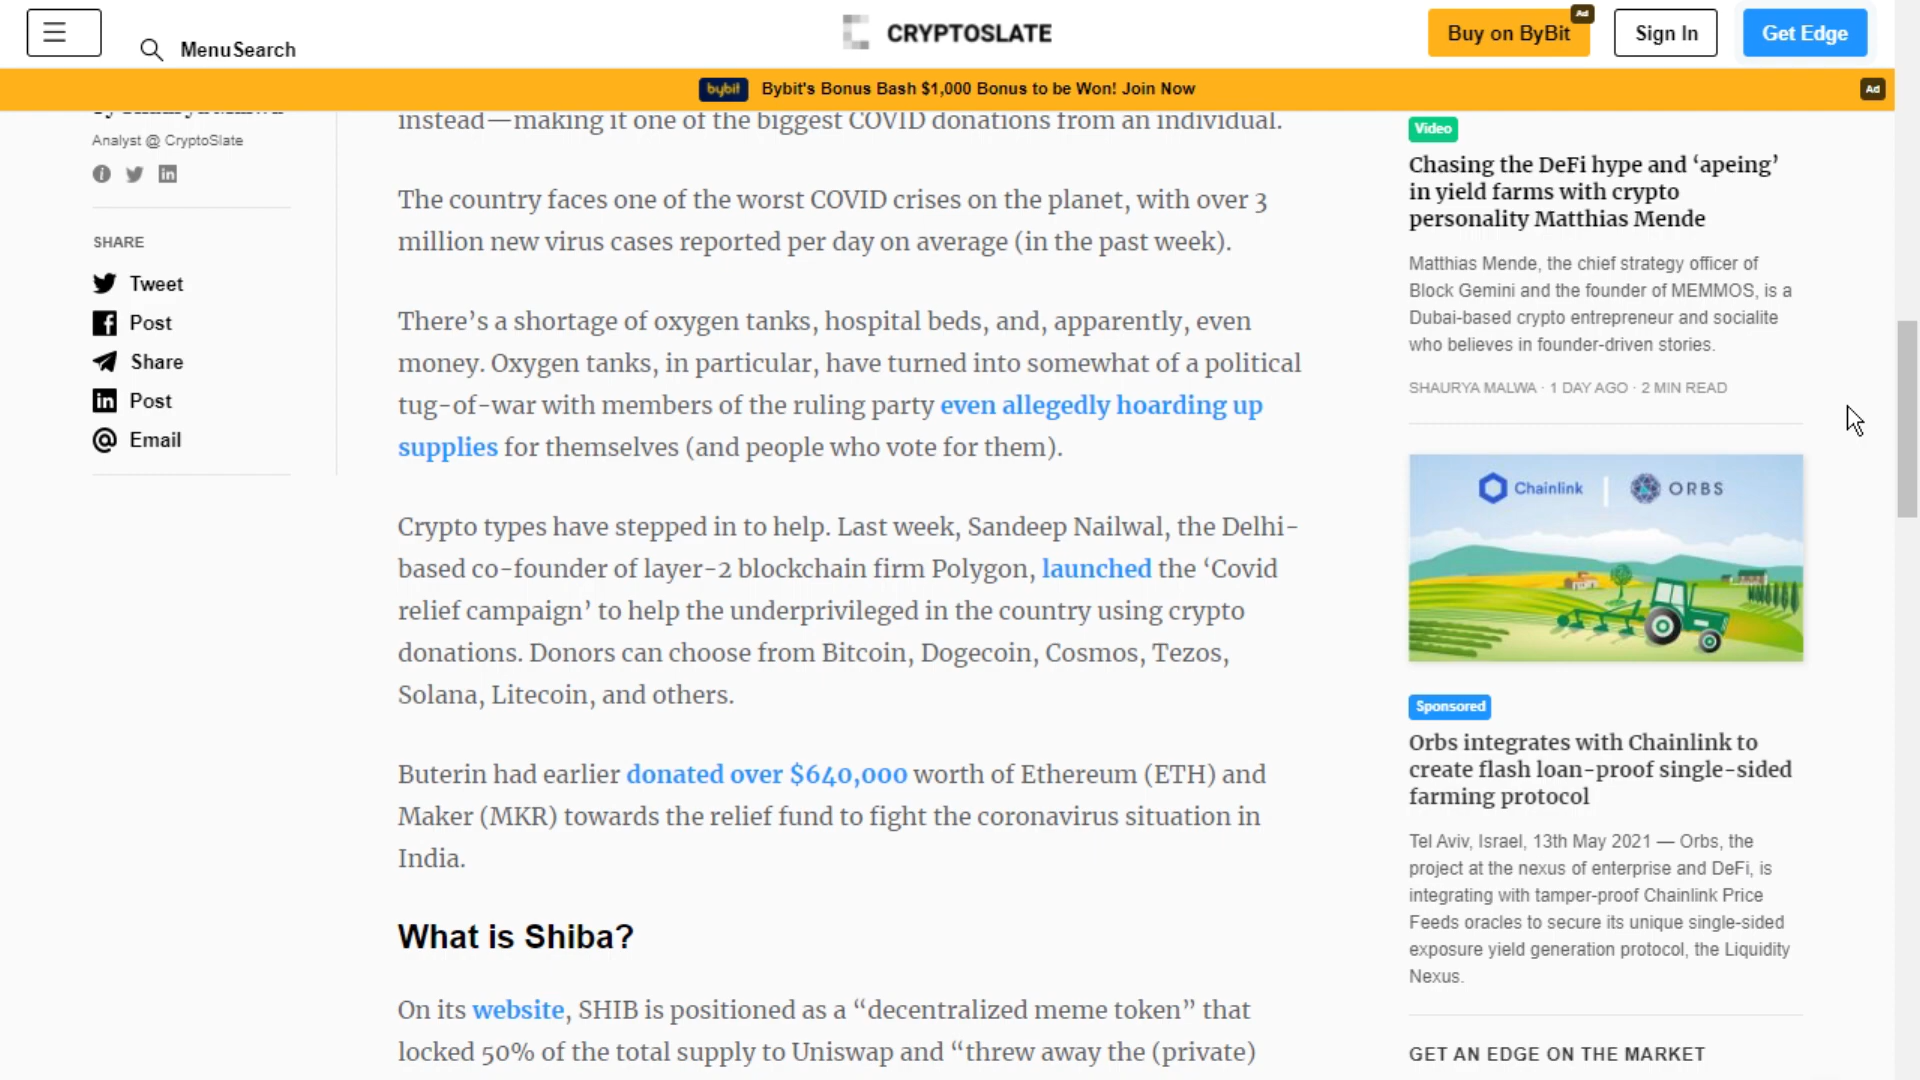 MenuSearch
CRYPTOSLATE
Buy on ByBit
Ad
Sign In
Get Edge
bybit
Bybit's Bonus Bash $1,000 Bonus to be Won! Join Now
Ad
Analyst @ CryptoSlate
in
SHARE
Tweet
Post
Share
Post
Email
instead—making it one of the biggest COVID donations from an individual.
The country faces one of the worst COVID crises on the planet, with over 3
million new virus cases reported per day on average (in the past week).
There’s a shortage of oxygen tanks, hospital beds, and, apparently, even
money. Oxygen tanks, in particular, have turned into somewhat of a political
tug-of-war with members of the ruling party even allegedly hoarding up
supplies for themselves (and people who vote for them).
Crypto types have stepped in to help. Last week, Sandeep Nailwal, the Delhi-
based co-founder of layer-2 blockchain firm Polygon, launched the ‘Covid
relief campaign’ to help the underprivileged in the country using crypto
donations. Donors can choose from Bitcoin, Dogecoin, Cosmos, Tezos,
Solana, Litecoin, and others.
Buterin had earlier donated over $640,000 worth of Ethereum (ETH) and
Maker (MKR) towards the relief fund to fight the coronavirus situation in
India.
What is Shiba?
On its website, SHIB is positioned as a “decentralized meme token” that
locked 50% of the total supply to Uniswap and “threw away the (private)
Video
Chasing the DeFi hype and ‘apeing’
in yield farms with crypto
personality Matthias Mende
Matthias Mende, the chief strategy officer of
Block Gemini and the founder of MEMMOS, is a
Dubai-based crypto entrepreneur and socialite
who believes in founder-driven stories.
SHAURYA MALWA · 1 DAY AGO · 2 MIN READ
Chainlink
ORBS
Sponsored
Orbs integrates with Chainlink to
create flash loan-proof single-sided
farming protocol
Tel Aviv, Israel, 13th May 2021 — Orbs, the
project at the nexus of enterprise and DeFi, is
integrating with tamper-proof Chainlink Price
Feeds oracles to secure its unique single-sided
exposure yield generation protocol, the Liquidity
Nexus.
GET AN EDGE ON THE MARKET